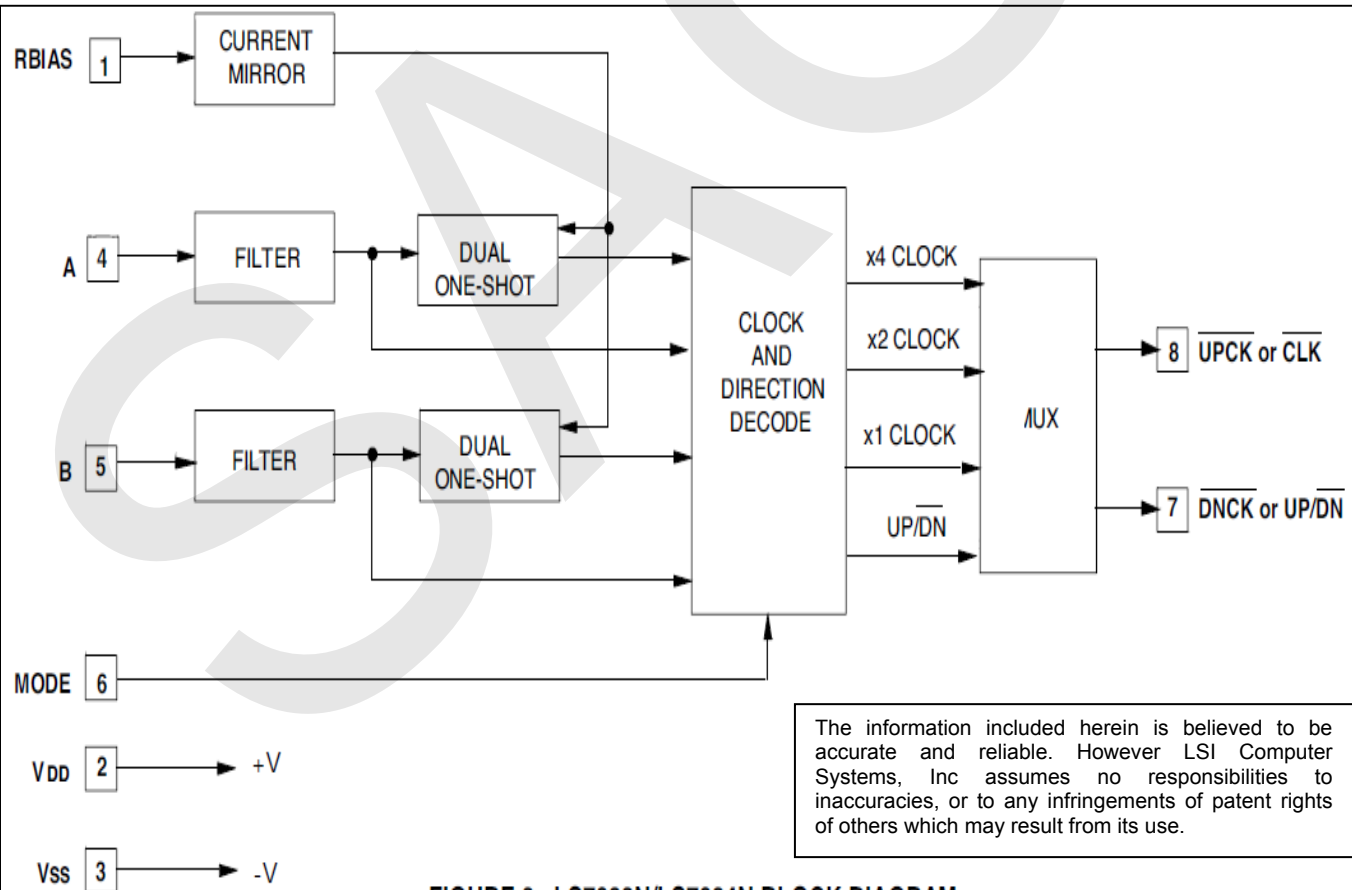 RBIAS 1
CURRENT
MIRROR
A 4
FILTER
DUAL
ONE-SHOT
B 5
FILTER
DUAL
ONE-SHOT
CLOCK
AND
DIRECTION
DECODE
x4 CLOCK
x2 CLOCK
x1 CLOCK
UP/DN
8 UPCK or CLK
7 DNCK or UP/DN
MODE 6
VDD 2 +V
VSS 3 -V
The information included herein is believed to be
accurate and reliable. However LSI Computer
Systems, Inc assumes no responsibilities to
inaccuracies, or to any infringements of patent rights
of others which may result from its use.
BLOCK DIAGRAM